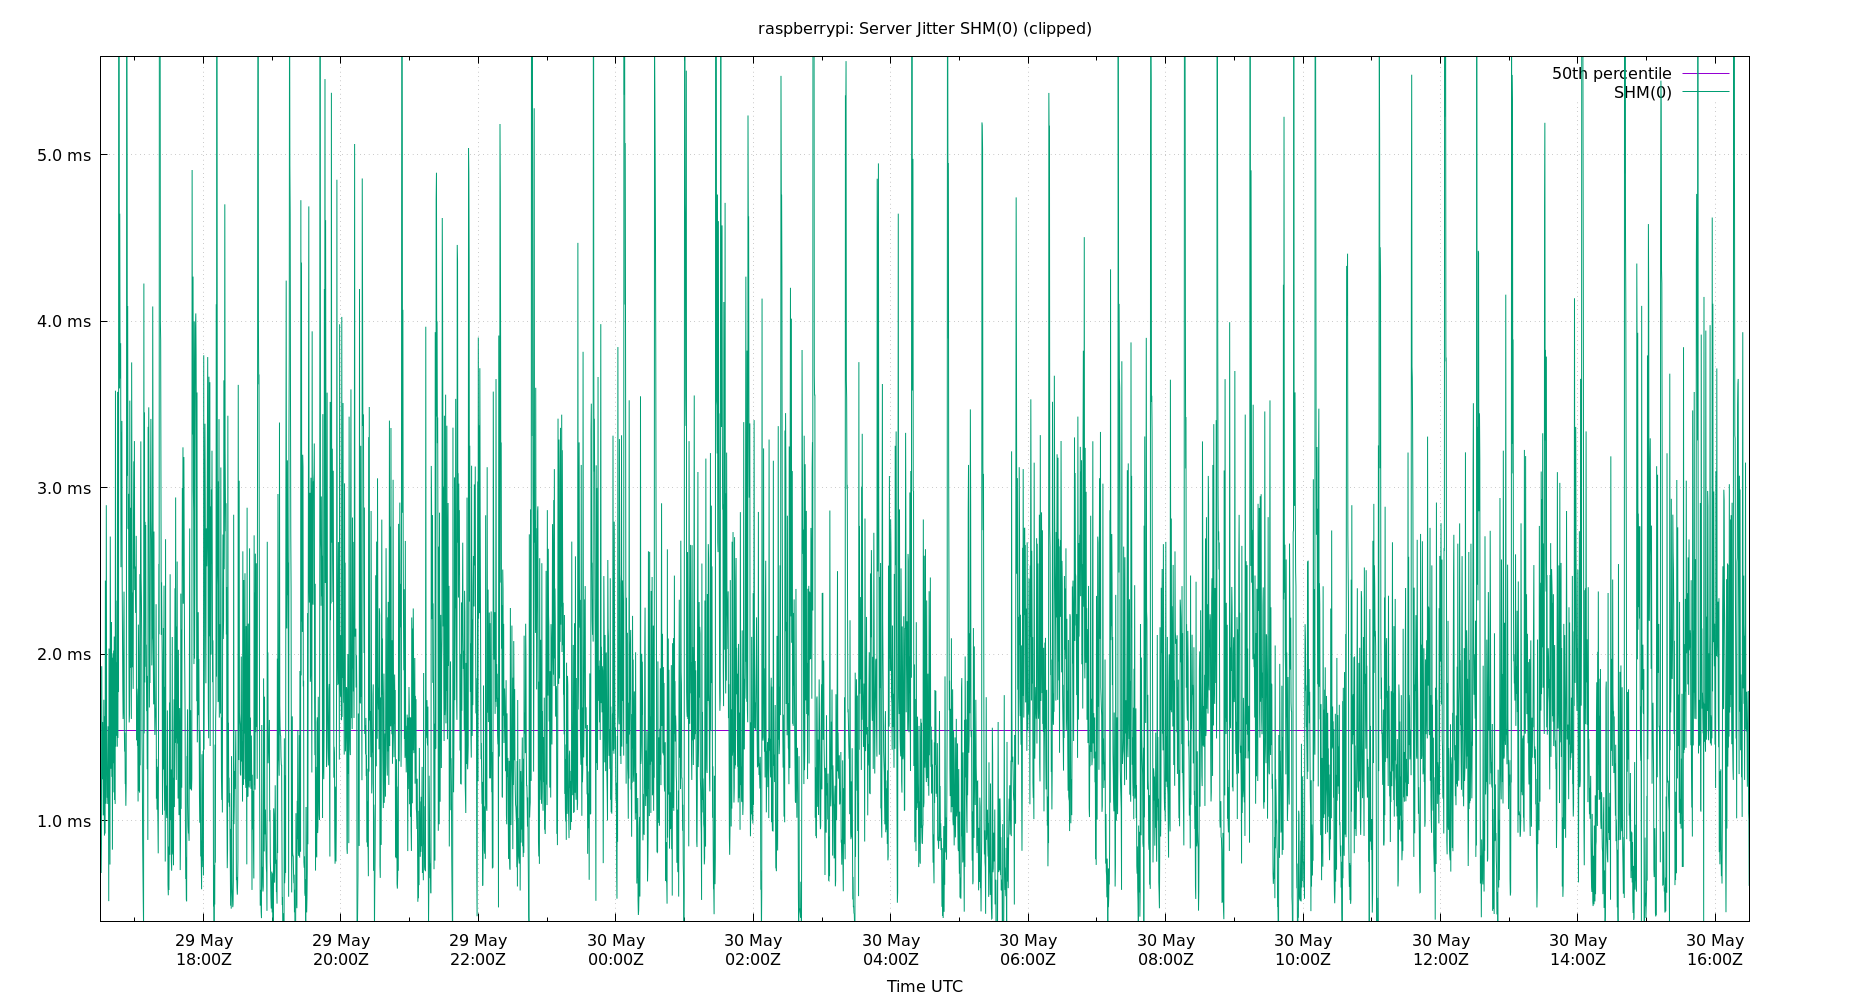 raspberrypi: Server Jitter SHM(0) (clipped)
50th percentile
SHM(0)
5.0 ms
4.0 ms
3.0 ms
2.0 ms
1.0 ms
29 May 29 May 29 May 30 May 30 May 30 May 30 May 30 May 30 May 30 May 30 May 30 May
18:00Z 20:00Z 22:00Z 00:00Z 02:00Z 04:00Z 06:00Z 08:00Z 10:00Z 12:00Z 14:00Z 16:00Z
Time UTC